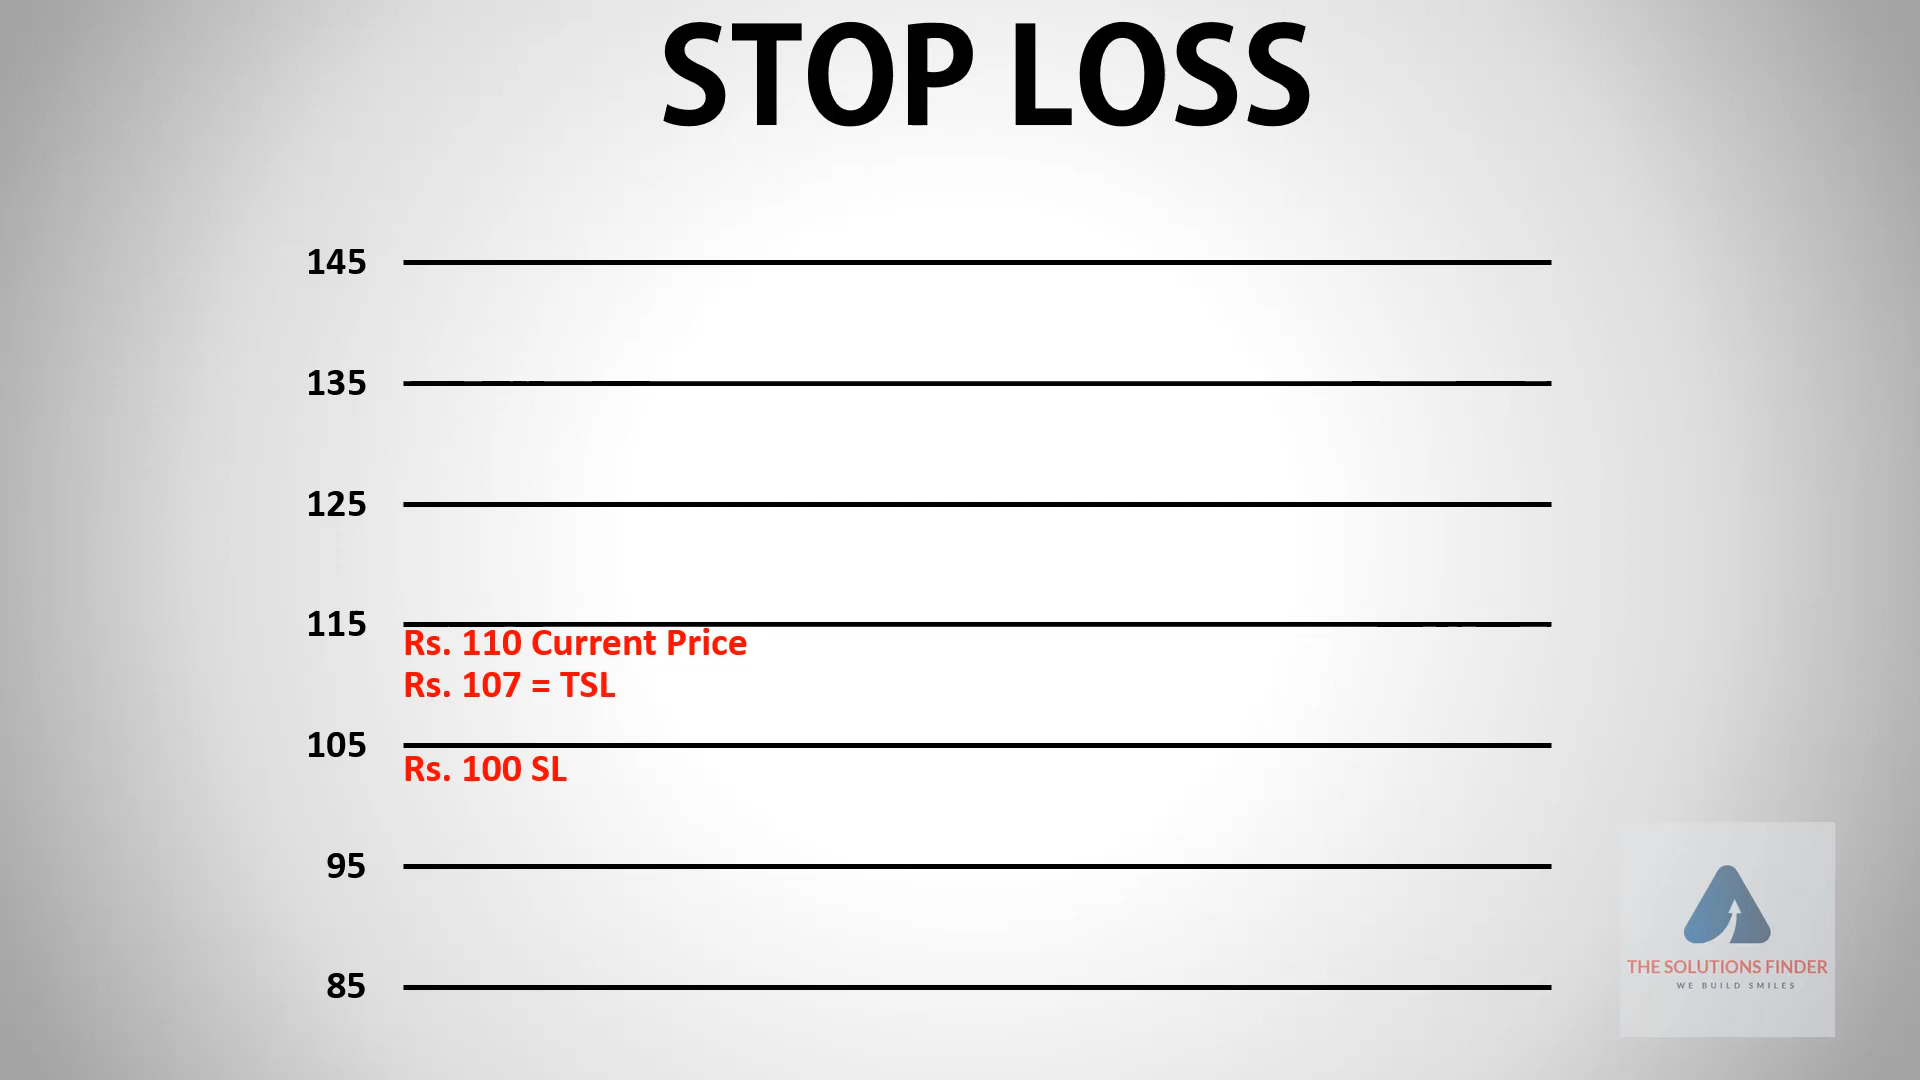 STOP LOSS
145
135
125
115
Rs. 110 Current Price
Rs. 107 = TSL
105
Rs. 100 SL
95
85
THE SOLUTIONS FINDER
WE BUILD SMILES